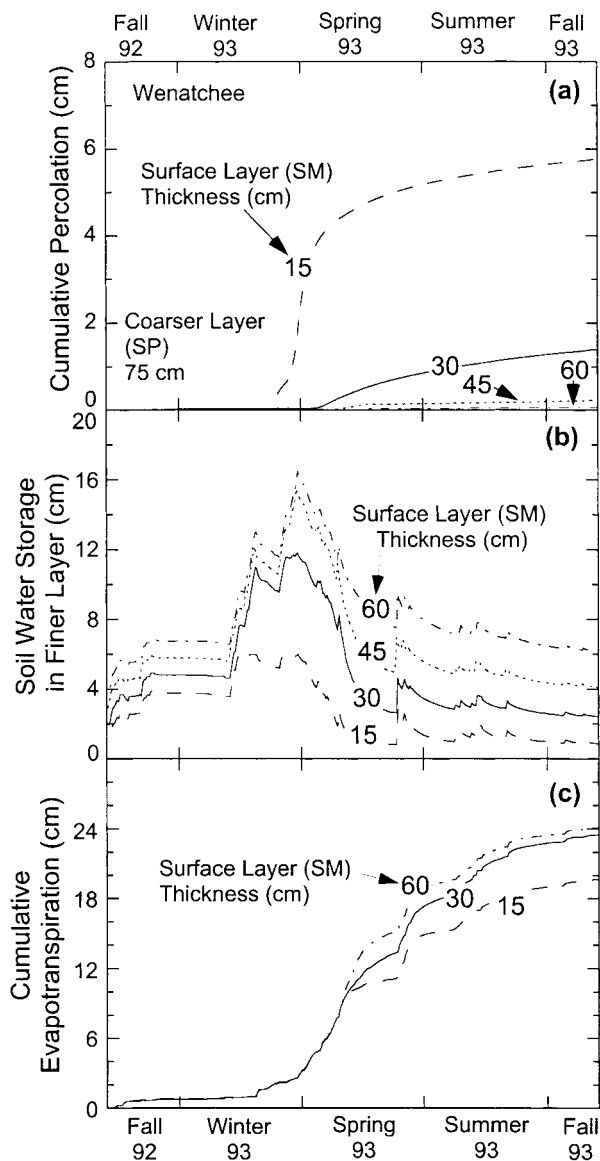 Fall Winter Spring Summer Fall
92 93 93 93 93
8
6
4
2
0
Cumulative Percolation (cm)
Wenatchee
(a)
Surface Layer (SM)
Thickness (cm)
15
Coarser Layer
(SP)
75 cm
30
45
60
20
16
12
8
4
0
Soil Water Storage
in Finer Layer (cm)
(b)
Surface Layer (SM)
Thickness (cm)
60
45
30
15
24
18
12
6
0
Cumulative
Evapotranspiration (cm)
(c)
Surface Layer (SM)
Thickness (cm)
60
30
15
Fall Winter Spring Summer Fall
92 93 93 93 93